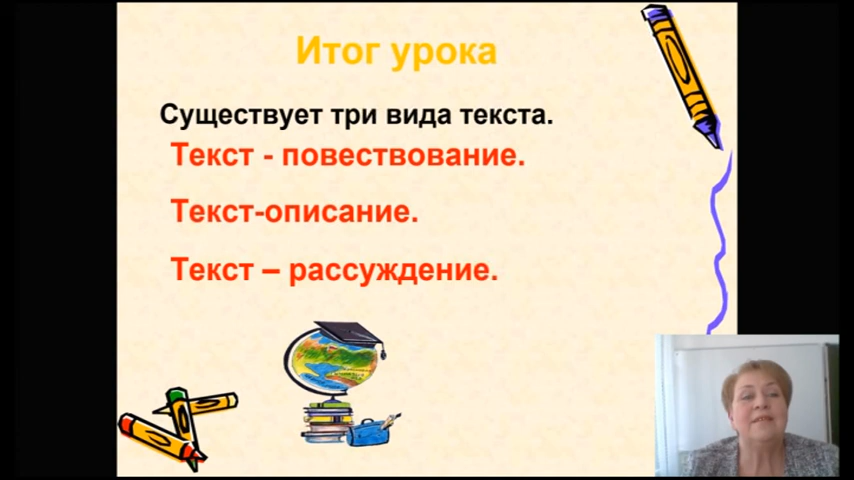 Итог урока
Существует три вида текста.
Текст - повествование.
Текст-описание.
Текст – рассуждение.